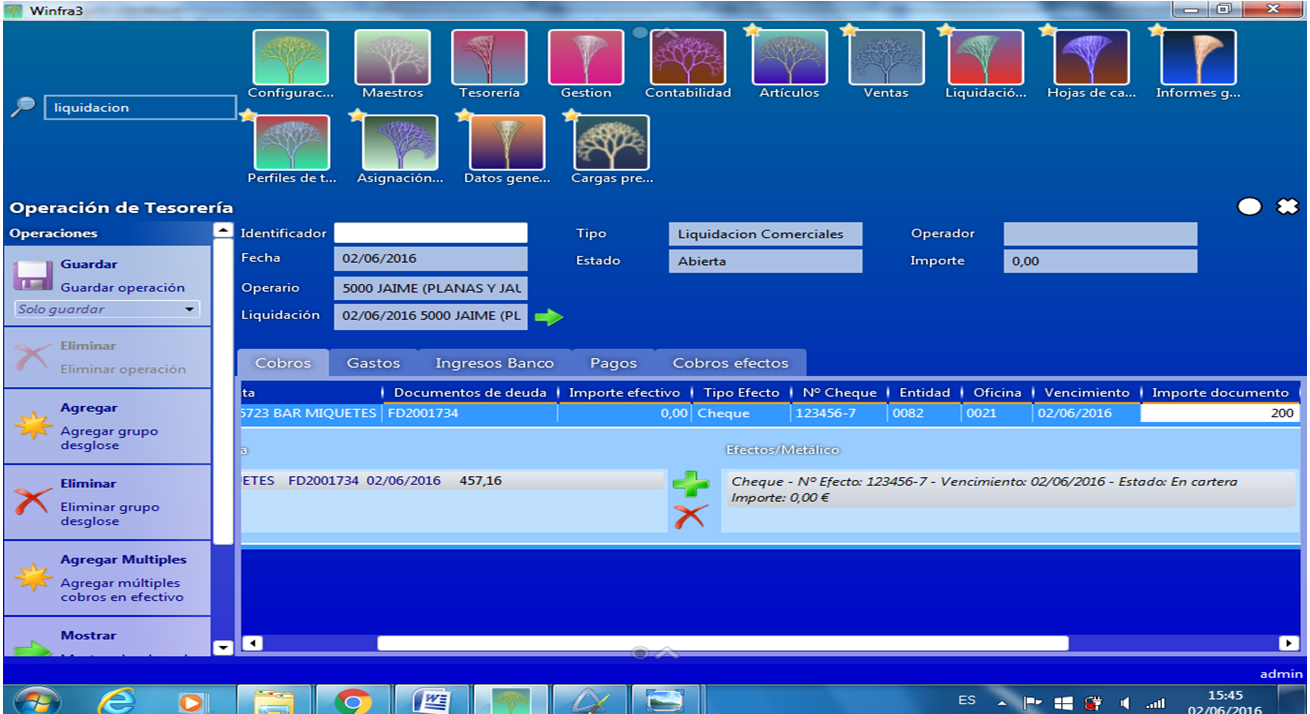 Winfra3
Configurac... Maestros Tesorería Gestion Contabilidad Artículos Ventas Liquidació... Hojas de ca... Informes g...
liquidacion
Perfiles de t... Asignación... Datos gene... Cargas pre...
Operación de Tesorería
Operaciones
Guardar
Guardar operación
Solo guardar
Eliminar
Eliminar operación
Agregar
Agregar grupo
desglose
Eliminar
Eliminar grupo
desglose
Agregar Multiples
Agregar múltiples
cobros en efectivo
Mostrar
Identificador Tipo Liquidacion Comerciales Operador
Fecha 02/06/2016 Estado Abierta Importe 0,00
Operario 5000 JAIME (PLANAS Y JAU
Liquidación 02/06/2016 5000 JAIME (PL
Cobros Gastos Ingresos Banco Pagos Cobros efectos
ta Documentos de deuda Importe efectivo Tipo Efecto Nº Cheque Entidad Oficina Vencimiento Importe documento
5723 BAR MIQUETES FD2001734 0,00 Cheque 123456-7 0082 0021 02/06/2016 200
a Efectos/Metálico
ETES FD2001734 02/06/2016 457,16
Cheque - Nº Efecto: 123456-7 - Vencimiento: 02/06/2016 - Estado: En cartera
Importe: 0,00 €
admin
ES 15:45
02/06/2016